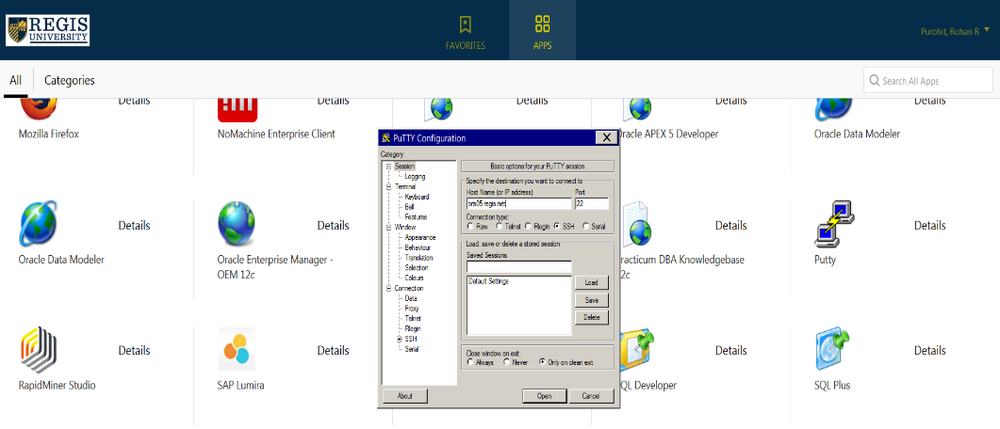 REGIS
UNIVERSITY
FAVORITES
APPS
Purohit, Rohan R
All
Categories
Search All Apps
Details
Details
Details
Details
Details
Mozilla Firefox
NoMachine Enterprise Client
racle APEX 5 Developer
Oracle Data Modeler
PuTTY Configuration
Category:
Session
Logging
Terminal
Keyboard
Bell
Features
Window
Appearance
Behaviour
Translation
Selection
Colours
Connection
Data
Proxy
Telnet
Rlogin
SSH
Serial
Basic options for your PuTTY session
Specify the destination you want to connect to
Host Name (or IP address)
Port
ora05.regis.net
22
Connection type:
Raw
Telnet
Rlogin
SSH
Serial
Load, save or delete a stored session
Saved Sessions
Default Settings
Load
Save
Delete
Close window on exit:
Always
Never
Only on clean exit
About
Open
Cancel
Details
Details
Details
Details
Oracle Data Modeler
Oracle Enterprise Manager -
OEM 12c
racticum DBA Knowledgebase
2c
Putty
Details
Details
Details
Details
RapidMiner Studio
SAP Lumira
QL Developer
SQL Plus